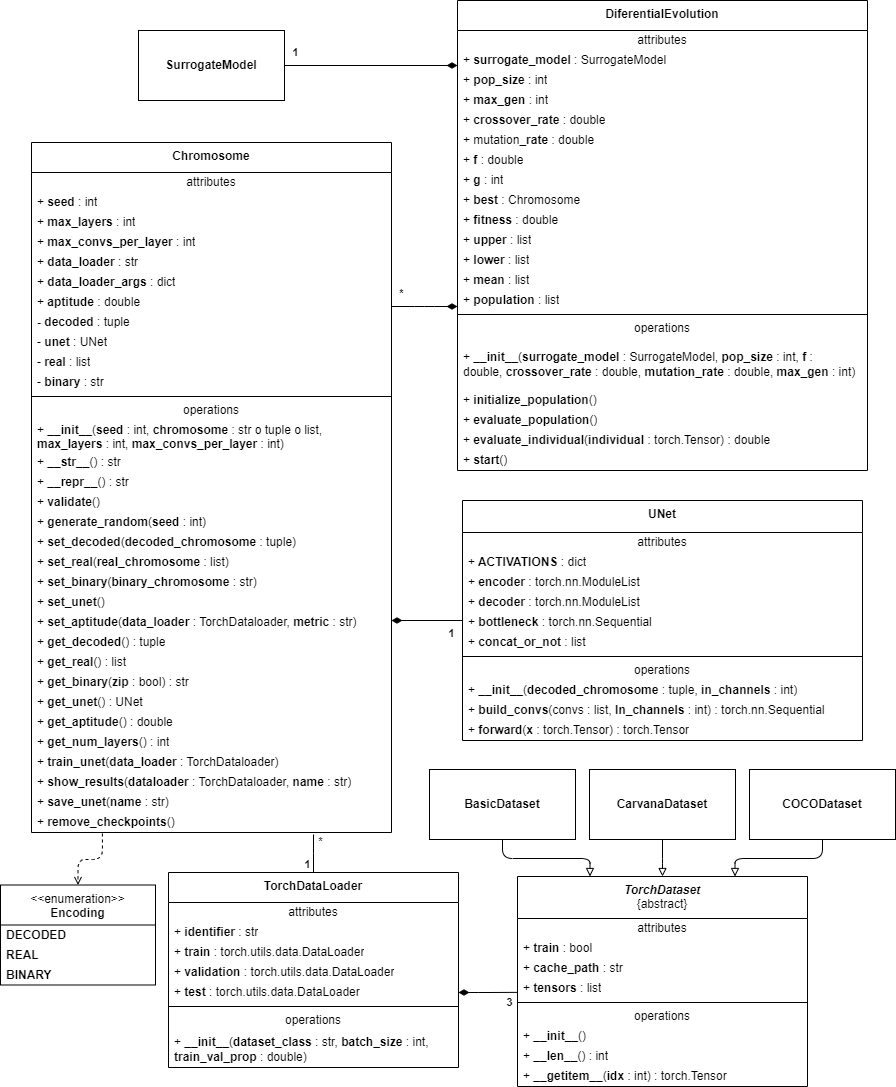 DiferentialEvolution
attributes
+ surrogate_model : SurrogateModel
+ pop_size : int
+ max_gen : int
+ crossover_rate : double
+ mutation_rate : double
+ f : double
+ g : int
+ best : Chromosome
+ fitness : double
+ upper : list
+ lower : list
+ mean : list
+ population : list
operations
+ __init__(surrogate_model : SurrogateModel, pop_size : int, f :
double, crossover_rate : double, mutation_rate : double, max_gen : int)
+ initialize_population()
+ evaluate_population()
+ evaluate_individual(individual : torch.Tensor) : double
+ start()
SurrogateModel
1
*
Chromosome
attributes
+ seed : int
+ max_layers : int
+ max_convs_per_layer : int
+ data_loader : str
+ data_loader_args : dict
+ aptitude : double
- decoded : tuple
- unet : UNet
- real : list
- binary : str
operations
+ __init__(seed : int, chromosome : str o tuple o list,
max_layers : int, max_convs_per_layer : int)
+ __str__() : str
+ __repr__() : str
+ validate()
+ generate_random(seed : int)
+ set_decoded(decoded_chromosome : tuple)
+ set_real(real_chromosome : list)
+ set_binary(binary_chromosome : str)
+ set_unet()
+ set_aptitude(data_loader : TorchDataloader, metric : str)
+ get_decoded() : tuple
+ get_real() : list
+ get_binary(zip : bool) : str
+ get_unet() : UNet
+ get_aptitude() : double
+ get_num_layers() : int
+ train_unet(data_loader : TorchDataloader)
+ show_results(dataloader : TorchDataloader, name : str)
+ save_unet(name : str)
+ remove_checkpoints()
1
UNet
attributes
+ ACTIVATIONS : dict
+ encoder : torch.nn.ModuleList
+ decoder : torch.nn.ModuleList
+ bottleneck : torch.nn.Sequential
+ concat_or_not : list
operations
+ __init__(decoded_chromosome : tuple, in_channels : int)
+ build_convs(convs : list, In_channels : int) : torch.nn.Sequential
+ forward(x : torch.Tensor) : torch.Tensor
BasicDataset
CarvanaDataset
COCODataset
*
1
<<enumeration>>
Encoding
DECODED
REAL
BINARY
TorchDataLoader
attributes
+ identifier : str
+ train : torch.utils.data.DataLoader
+ validation : torch.utils.data.DataLoader
+ test : torch.utils.data.DataLoader
operations
+ __init__(dataset_class : str, batch_size : int,
train_val_prop : double)
3
TorchDataset
{abstract}
attributes
+ train : bool
+ cache_path : str
+ tensors : list
operations
+ __init__()
+ __len__() : int
+ __getitem__(idx : int) : torch.Tensor